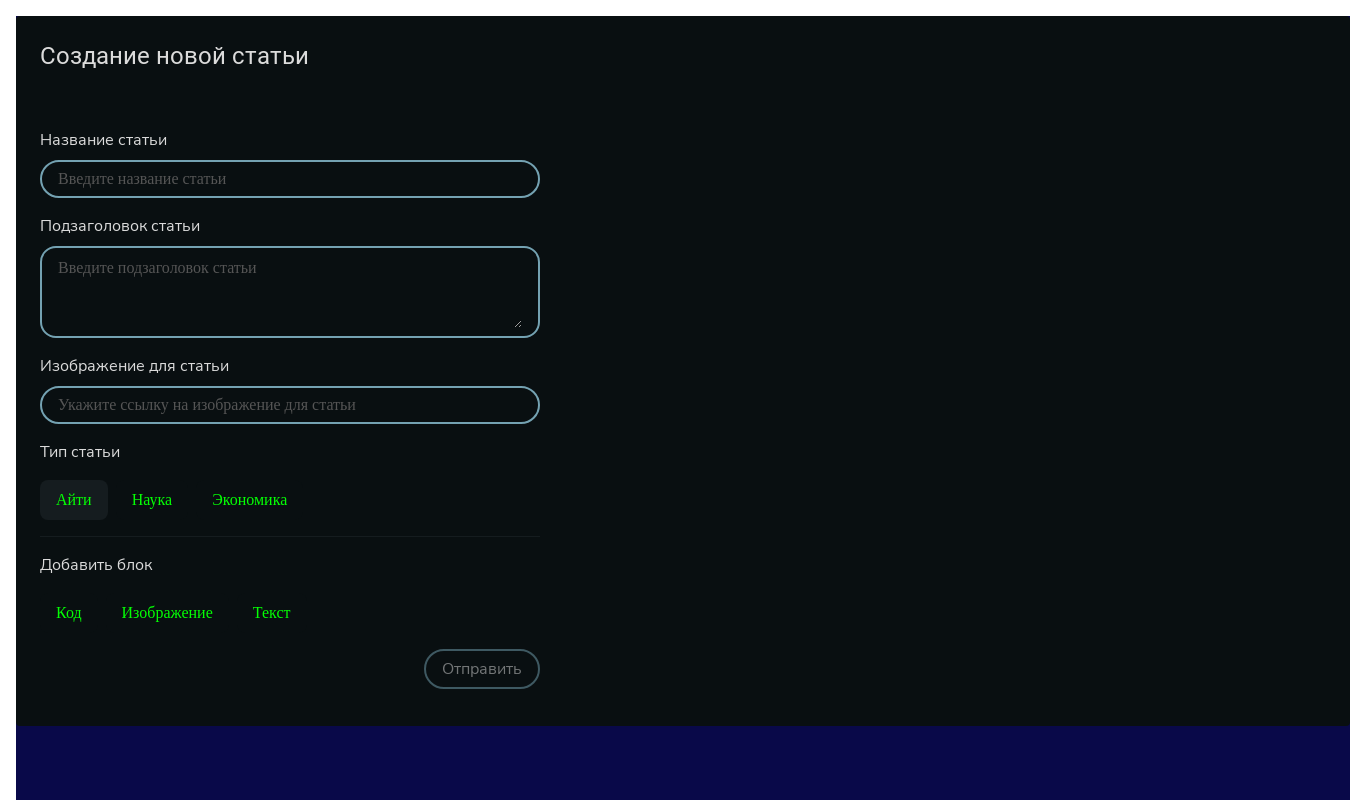 Создание новой статьи
Название статьи
Введите название статьи
Подзаголовок статьи
Введите подзаголовок статьи
Изображение для статьи
Укажите ссылку на изображение для статьи
Тип статьи
Айти Наука Экономика
Добавить блок
Код Изображение Текст
Отправить